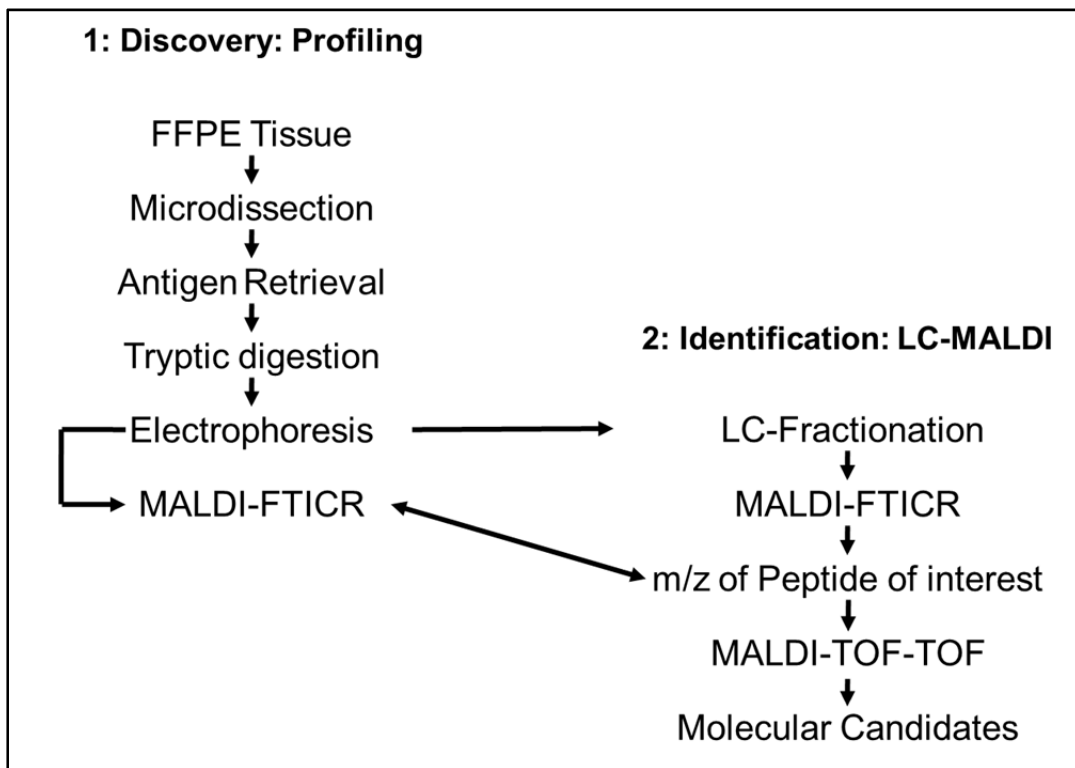 1: Discovery: Profiling
FFPE Tissue
Microdissection
Antigen Retrieval
Tryptic digestion
Electrophoresis
MALDI-FTICR
2: Identification: LC-MALDI
LC-Fractionation
MALDI-FTICR
m/z of Peptide of interest
MALDI-TOF-TOF
Molecular Candidates